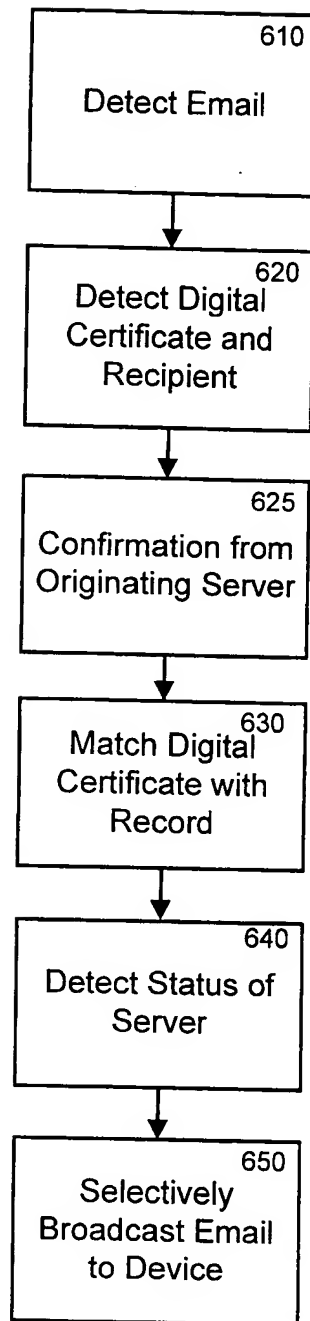 610
Detect Email
620
Detect Digital
Certificate and
Recipient
625
Confirmation from
Originating Server
630
Match Digital
Certificate with
Record
640
Detect Status of
Server
650
Selectively
Broadcast Email
to Device